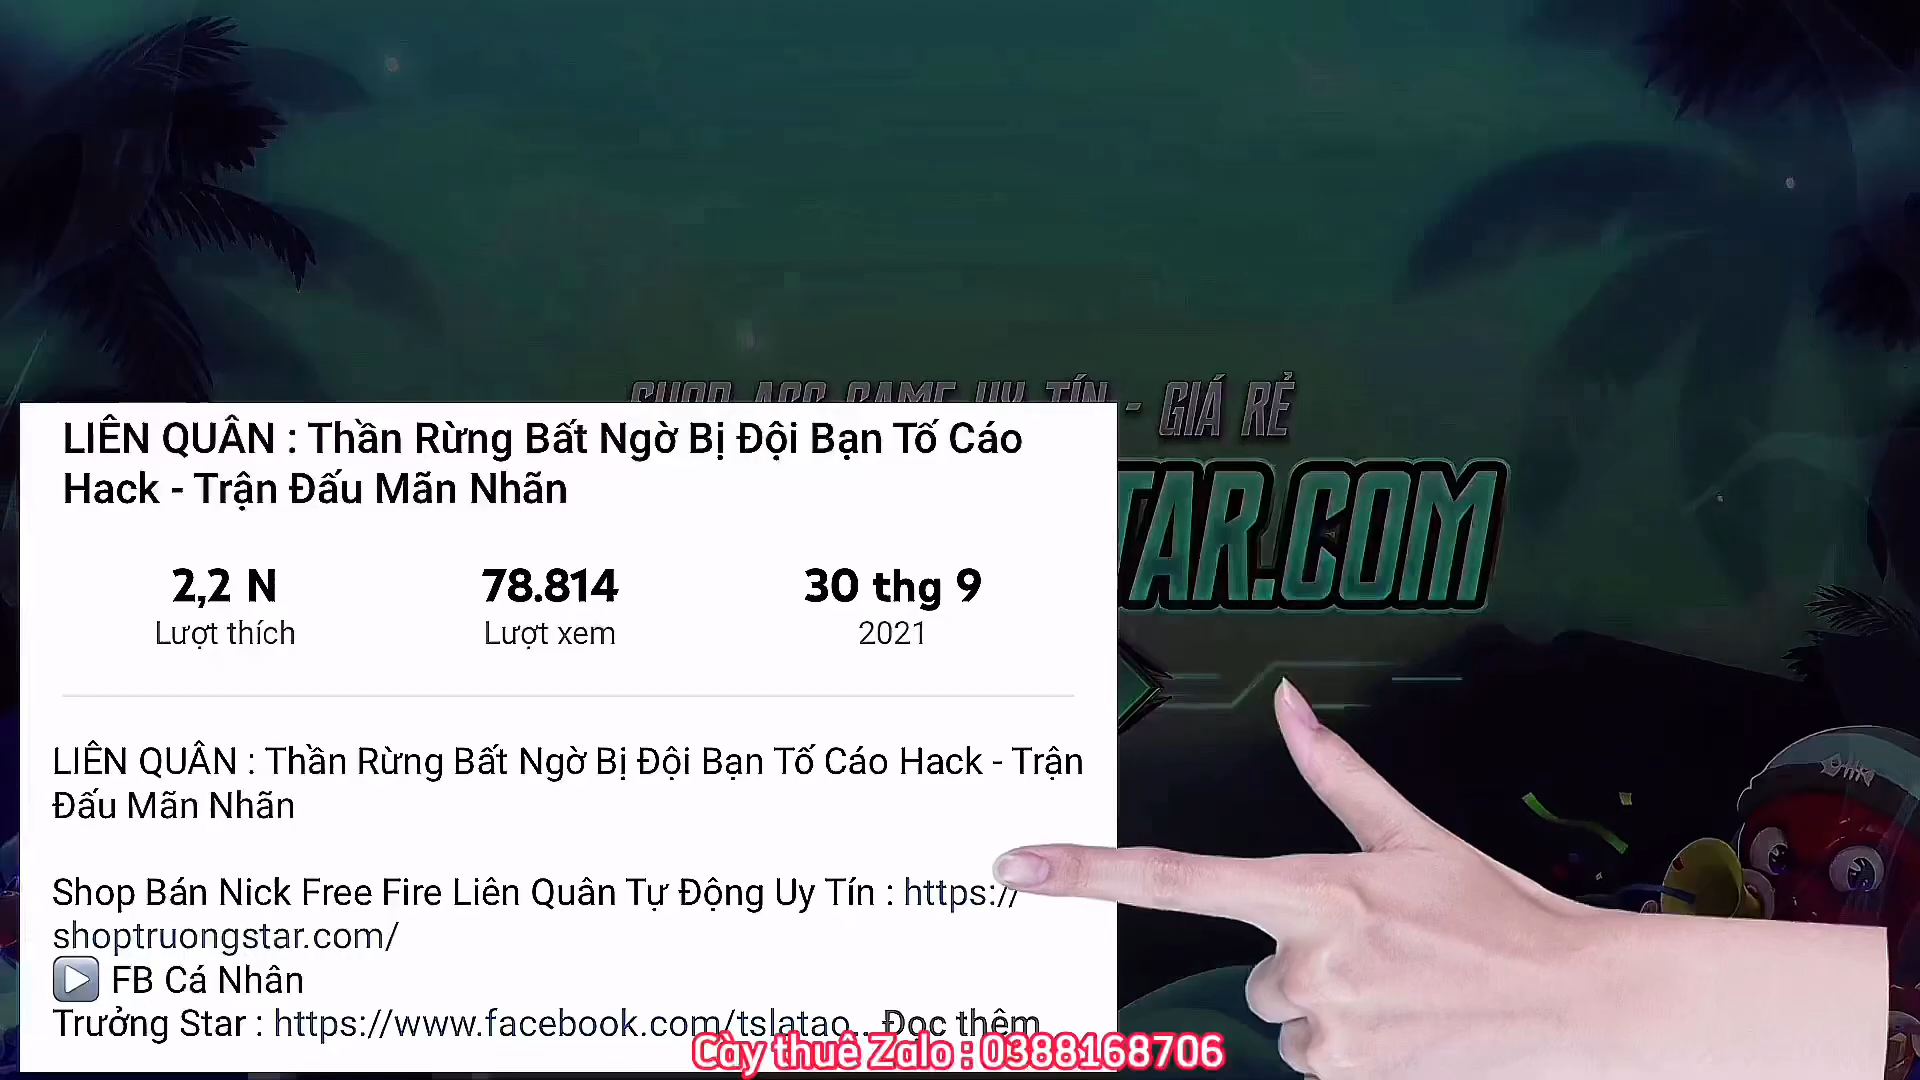 SHOP ACC GAME UY TÍN - GIÁ RẺ
TAR.COM
LIÊN QUÂN : Thần Rừng Bất Ngờ Bị Đội Bạn Tố Cáo
Hack - Trận Đấu Mãn Nhãn
2,2 N 78.814 30 thg 9
Lượt thích Lượt xem 2021
LIÊN QUÂN : Thần Rừng Bất Ngờ Bị Đội Bạn Tố Cáo Hack - Trận
Đấu Mãn Nhãn
Shop Bán Nick Free Fire Liên Quân Tự Động Uy Tín : https://
shoptruongstar.com/
FB Cá Nhân
Trưởng Star : https://www.facebook.com/tslatao... Đọc thêm
Cày thuê Zalo : 0388168706